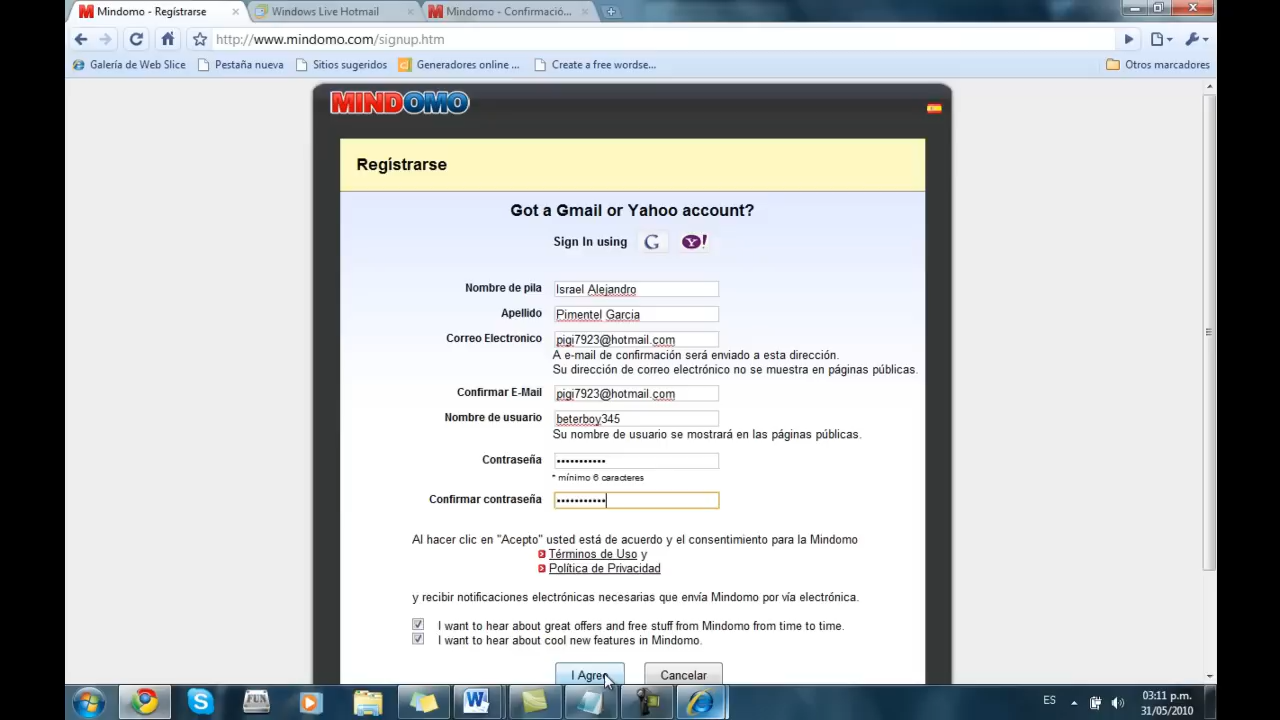 Mindomo - Regístrarse
Windows Live Hotmail
Mindomo - Confirmació...
http://www.mindomo.com/signup.htm
Galería de Web Slice
Pestaña nueva
Sitios sugeridos
Generadores online ...
Create a free wordse...
Otros marcadores
MINDOMO
Regístrarse
Got a Gmail or Yahoo account?
Sign In using G Y!
Nombre de pila Israel Alejandro
Apellido Pimentel Garcia
Correo Electronico pigi7923@hotmail.com
A e-mail de confirmación será enviado a esta dirección.
Su dirección de correo electrónico no se muestra en páginas públicas.
Confirmar E-Mail pigi7923@hotmail.com
Nombre de usuario beterboy345
Su nombre de usuario se mostrará en las páginas públicas.
Contraseña •••••••••••
* mínimo 6 caracteres
Confirmar contraseña •••••••••••
Al hacer clic en "Acepto" usted está de acuerdo y el consentimiento para la Mindomo
Términos de Uso y
Política de Privacidad
y recibir notificaciones electrónicas necesarias que envía Mindomo por vía electrónica.
I want to hear about great offers and free stuff from Mindomo from time to time.
I want to hear about cool new features in Mindomo.
I Agree Cancelar
FUN
ES
03:11 p.m.
31/05/2010